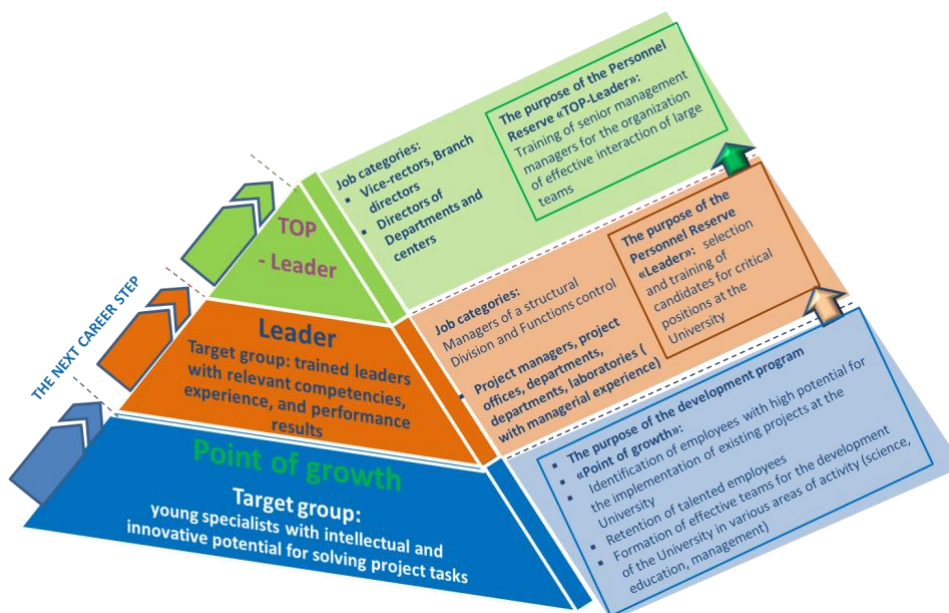 THE NEXT CAREER STEP
TOP
- Leader
Job categories:
▪ Vice-rectors, Branch
directors
▪ Directors of
Departments and
centers
The purpose of the Personnel
Reserve «TOP-Leader»:
Training of senior management
managers for the organization
of effective interaction of large
teams
Leader
Target group: trained leaders
with relevant competencies,
experience, and performance
results
Job categories:
Managers of a structural
Division and Functions control
▪ Project managers, project
offices, departments,
departments, laboratories (
with managerial experience)
The purpose of the
Personnel Reserve
«Leader»: selection
and training of
candidates for critical
positions at the
University
Point of growth
Target group:
young specialists with intellectual and
innovative potential for solving project tasks
▪ The purpose of the development program
▪ «Point of growth»:
▪ Identification of employees with high potential for
the implementation of existing projects at the
University
▪ Retention of talented employees
▪ Formation of effective teams for the development
of the University in various areas of activity (science,
education, management)